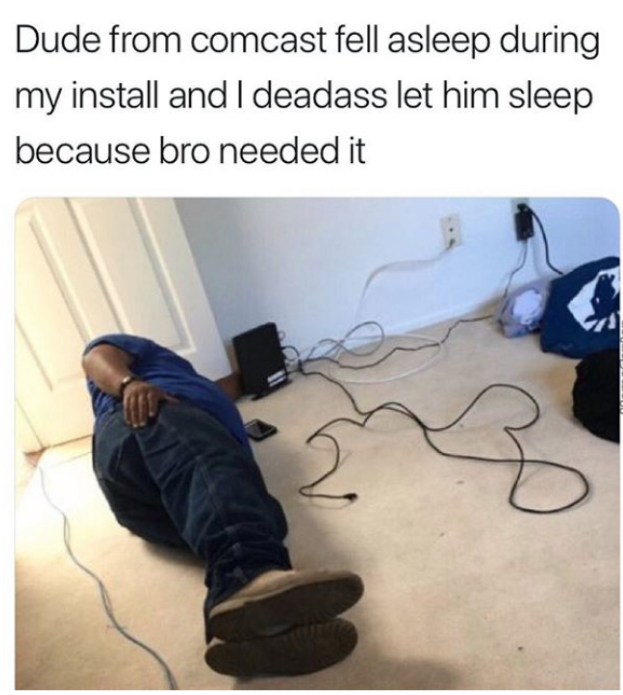 Dude from comcast fell asleep during
my install and I deadass let him sleep
because bro needed it